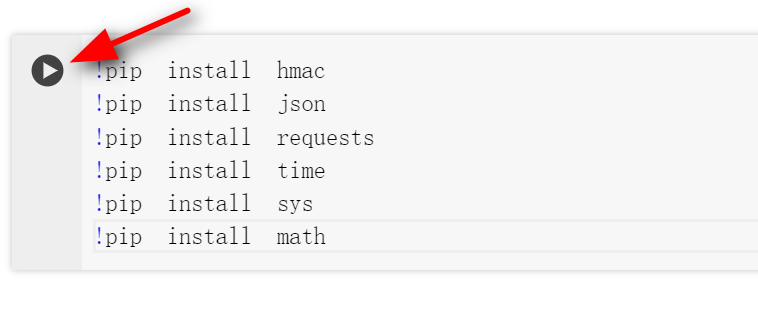 !pip install hmac
!pip install json
!pip install requests
!pip install time
!pip install sys
!pip install math